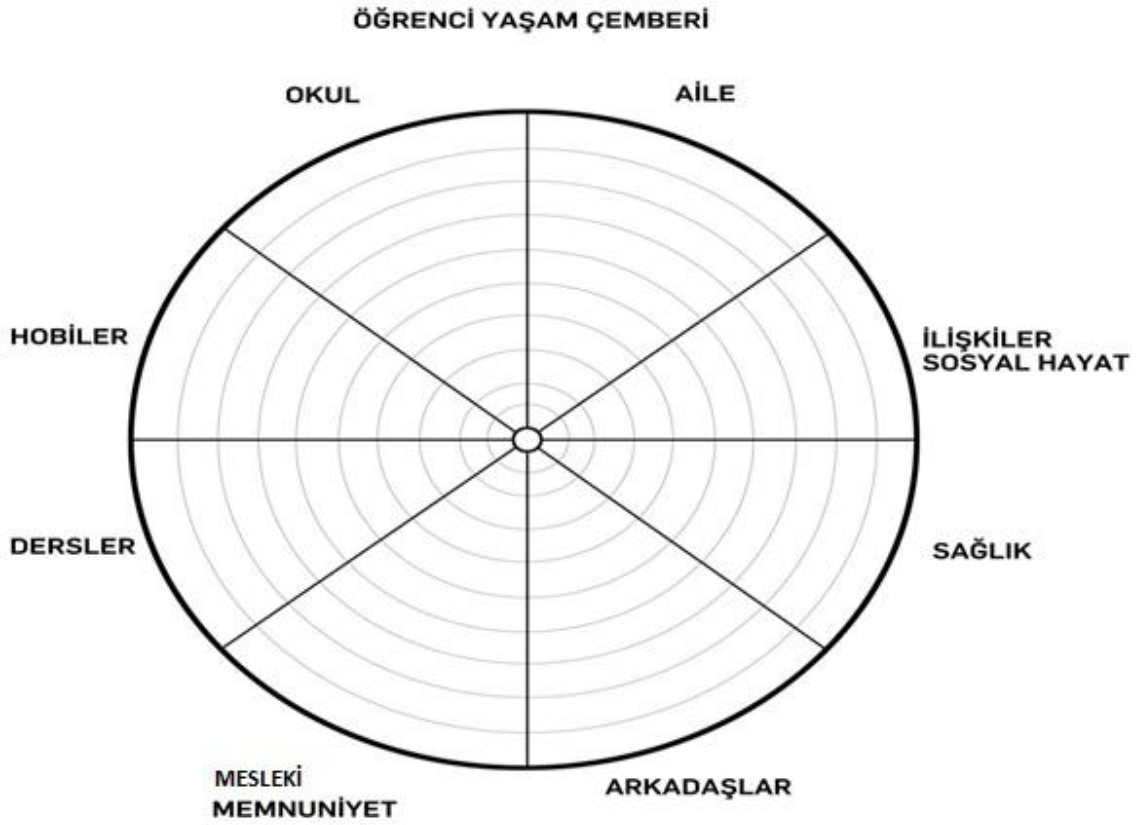 ÖĞRENCİ YAŞAM ÇEMBERİ
OKUL
AİLE
HOBİLER
İLİŞKİLER
SOSYAL HAYAT
DERSLER
SAĞLIK
MESLEKİ
MEMNUNİYET
ARKADAŞLAR